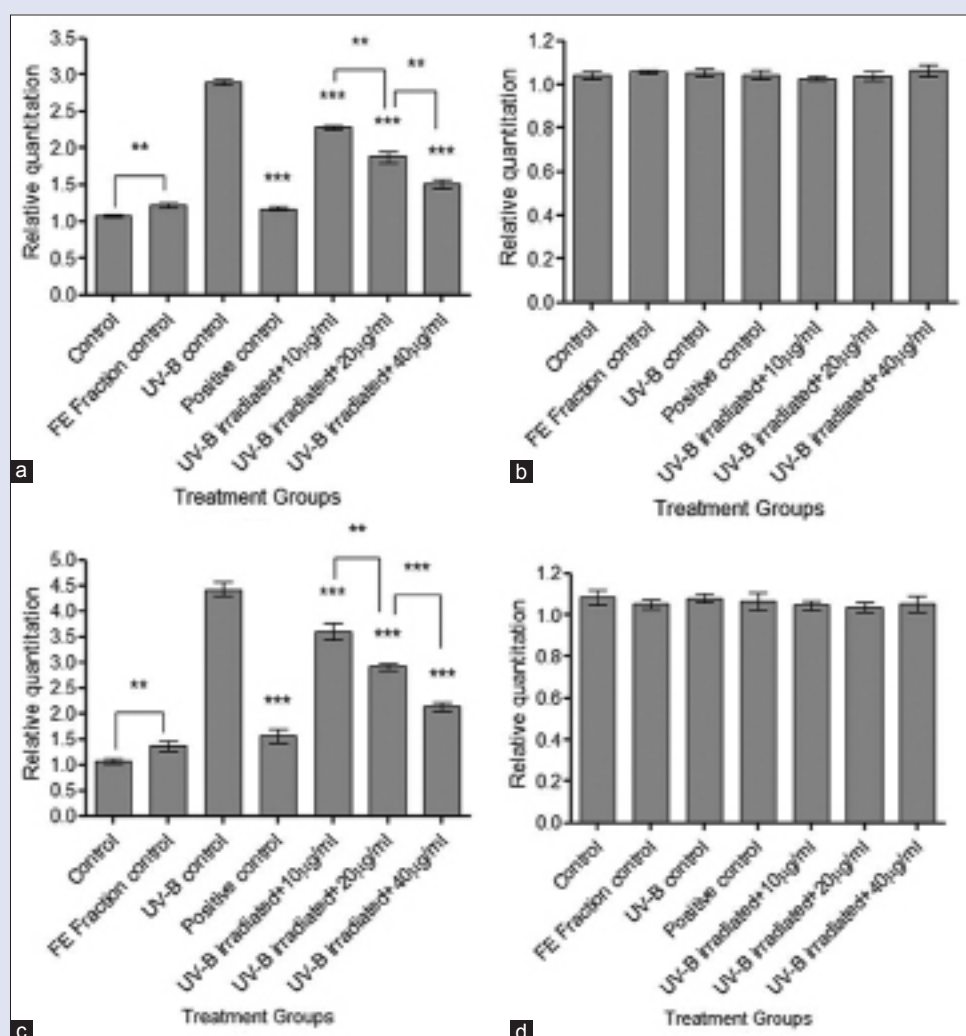 3.5
3.0
2.5
2.0
1.5
1.0
0.5
0.0
Relative quantitation
**
***
**
***
**
***
***
Control
FE Fraction control
UV-B control
Positive control
UV-B irradiated+10μg/ml
UV-B irradiated+20μg/ml
UV-B irradiated+40μg/ml
Treatment Groups
a
1.2
1.0
0.8
0.6
0.4
0.2
0.0
Relative quantitation
Control
FE Fraction control
UV-B control
Positive control
UV-B irradiated+10μg/ml
UV-B irradiated+20μg/ml
UV-B irradiated+40μg/ml
Treatment Groups
b
5.0
4.5
4.0
3.5
3.0
2.5
2.0
1.5
1.0
0.5
0.0
Relative quantitation
**
***
**
***
***
***
***
Control
FE Fraction control
UV-B control
Positive control
UV-B irradiated+10μg/ml
UV-B irradiated+20μg/ml
UV-B irradiated+40μg/ml
Treatment Groups
c
1.2
1.0
0.8
0.6
0.4
0.2
0.0
Relative quantitation
Control
FE Fraction control
UV-B control
Positive control
UV-B irradiated+10μg/ml
UV-B irradiated+20μg/ml
UV-B irradiated+40μg/ml
Treatment Groups
d